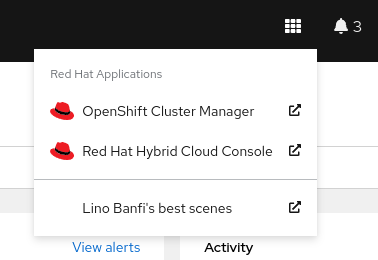 3
Red Hat Applications
OpenShift Cluster Manager
Red Hat Hybrid Cloud Console
Lino Banfi's best scenes
View alerts
Activity